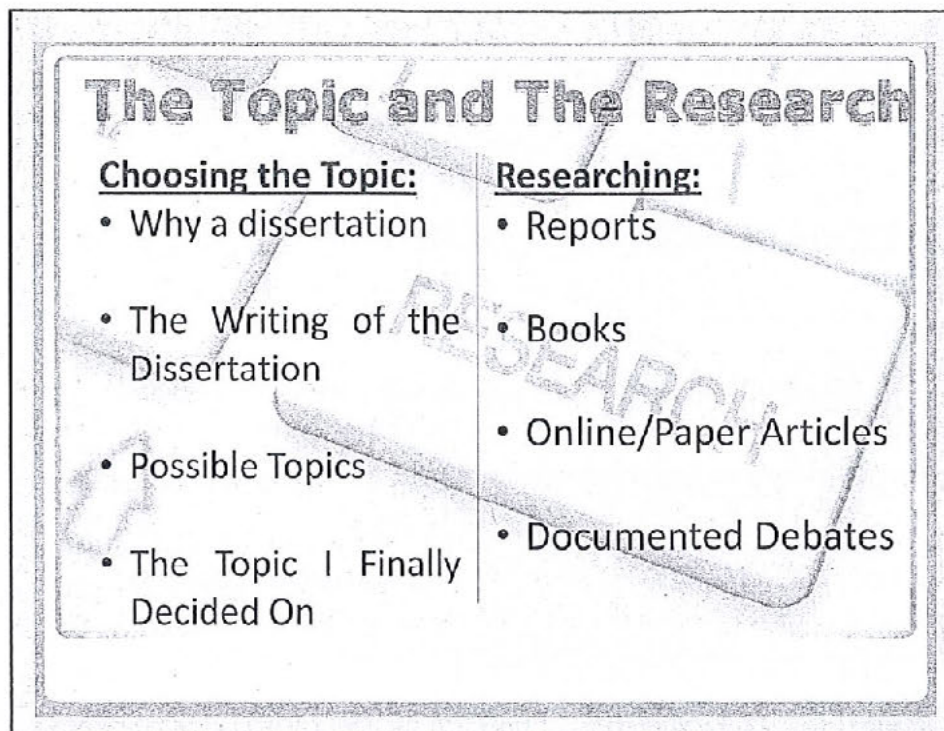 The Topic and The Research
Choosing the Topic:
• Why a dissertation
• The Writing of the
Dissertation
• Possible Topics
• The Topic I Finally
Decided On
Researching:
• Reports
• Books
• Online/Paper Articles
• Documented Debates
RESEARCH